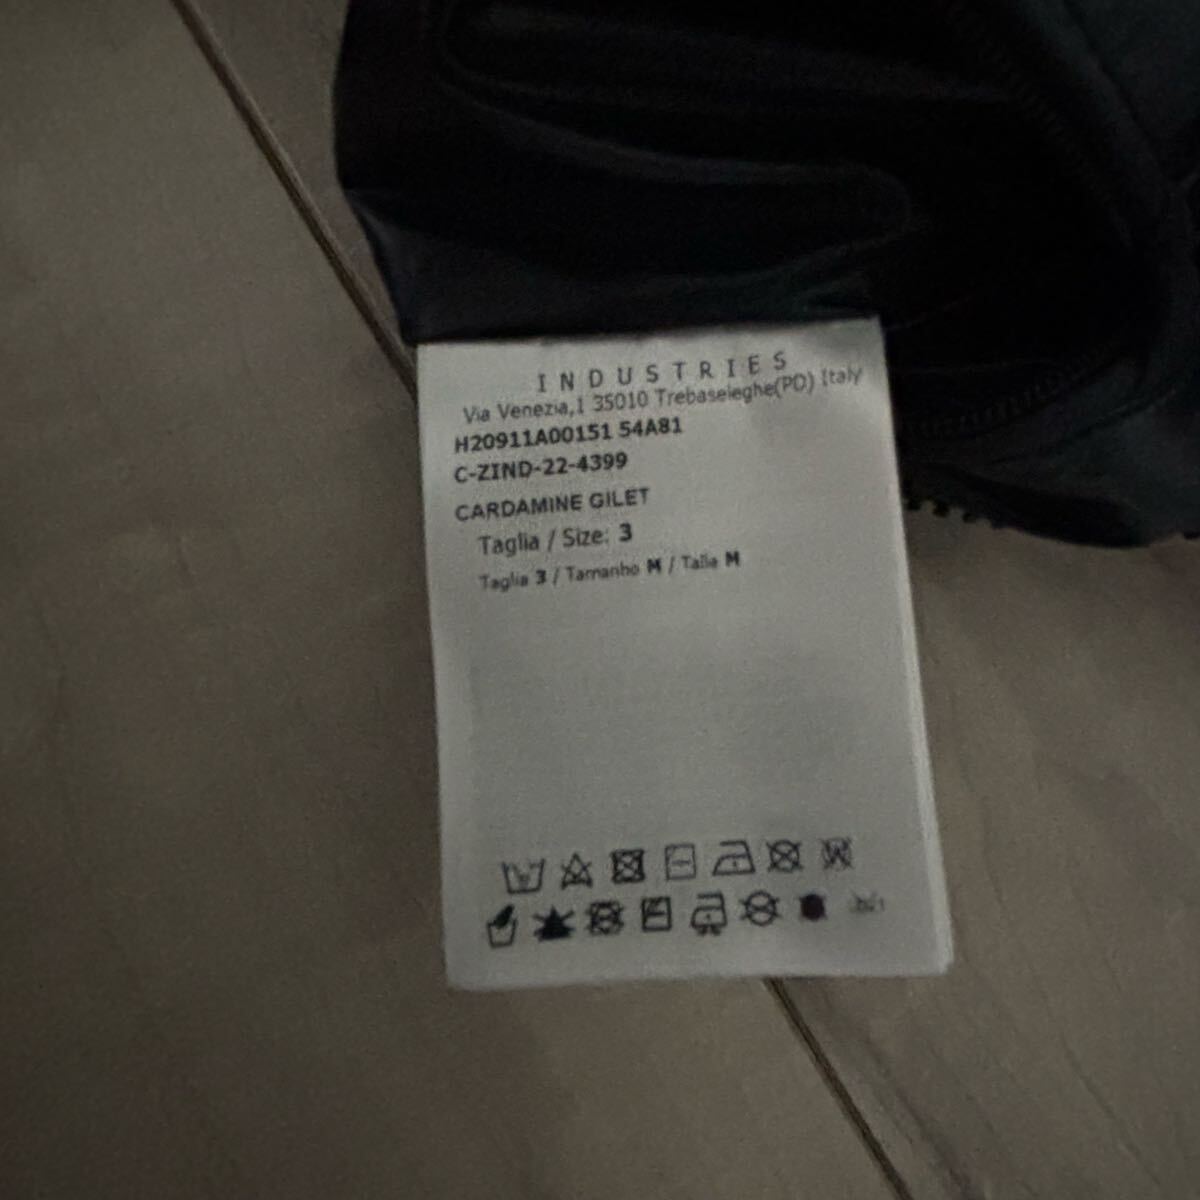 INDUSTRIES
Via Venezia,1 35010 Trebaseleghe(PD) Italy
H20911A00151 54A81
C-ZIND-22-4399
CARDAMINE GILET
Taglia / Size: 3
Taglia 3 / Tamanho M / Talla M